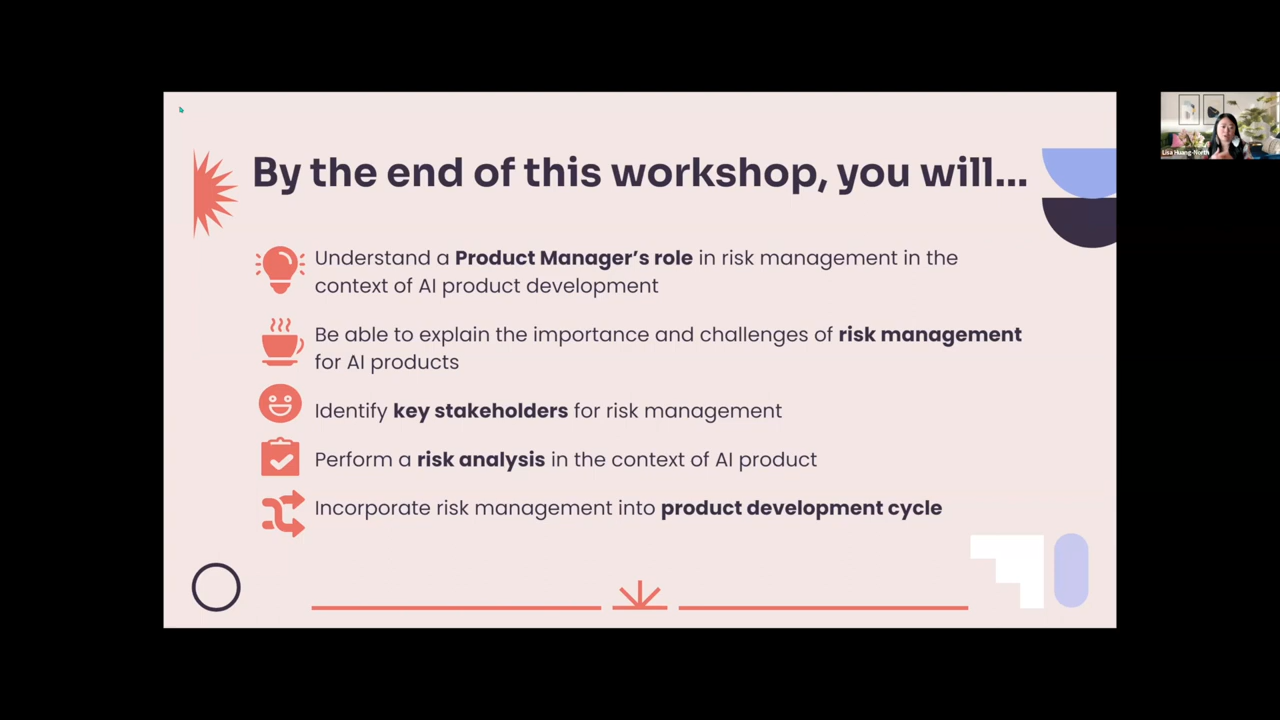 By the end of this workshop, you will...
Understand a Product Manager's role in risk management in the
context of AI product development
Be able to explain the importance and challenges of risk management
for AI products
Identify key stakeholders for risk management
Perform a risk analysis in the context of AI product
Incorporate risk management into product development cycle
Lisa Huang-North